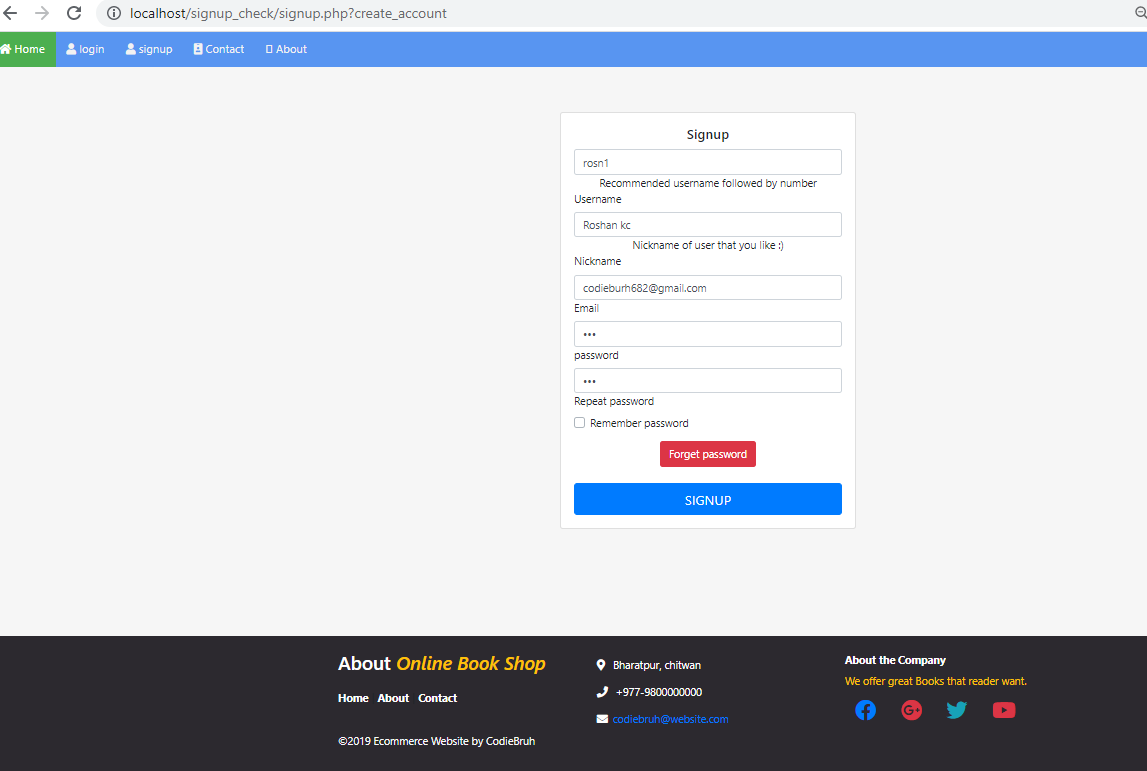 localhost/signup_check/signup.php?create_account
Home login signup Contact About
Signup
rosn1
Recommended username followed by number
Username
Roshan kc
Nickname of user that you like :)
Nickname
codieburh682@gmail.com
Email
•••
password
•••
Repeat password
Remember password
Forget password
SIGNUP
About Online Book Shop
Home About Contact
©2019 Ecommerce Website by CodieBruh
Bharatpur, chitwan
+977-9800000000
codiebruh@website.com
About the Company
We offer great Books that reader want.